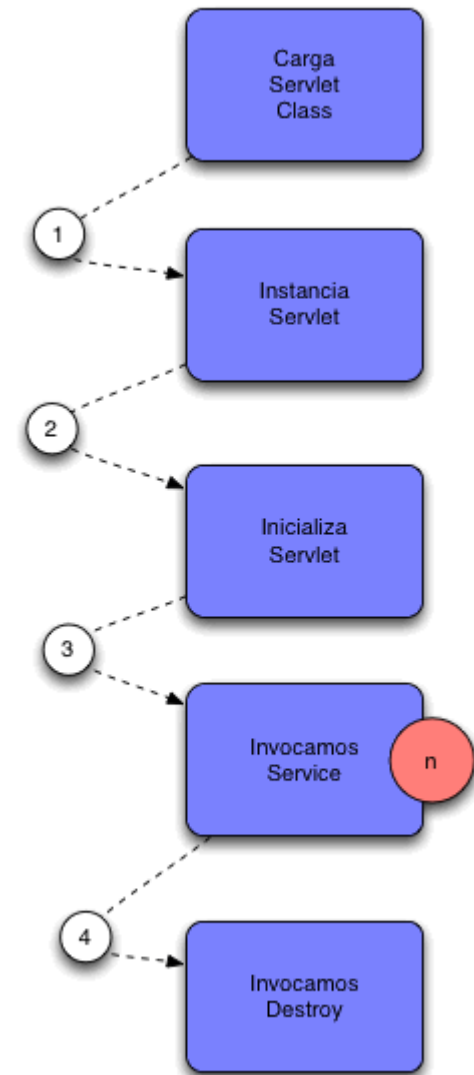 Carga
Servlet
Class
1
Instancia
Servlet
2
Inicializa
Servlet
3
Invocamos
Service
n
4
Invocamos
Destroy